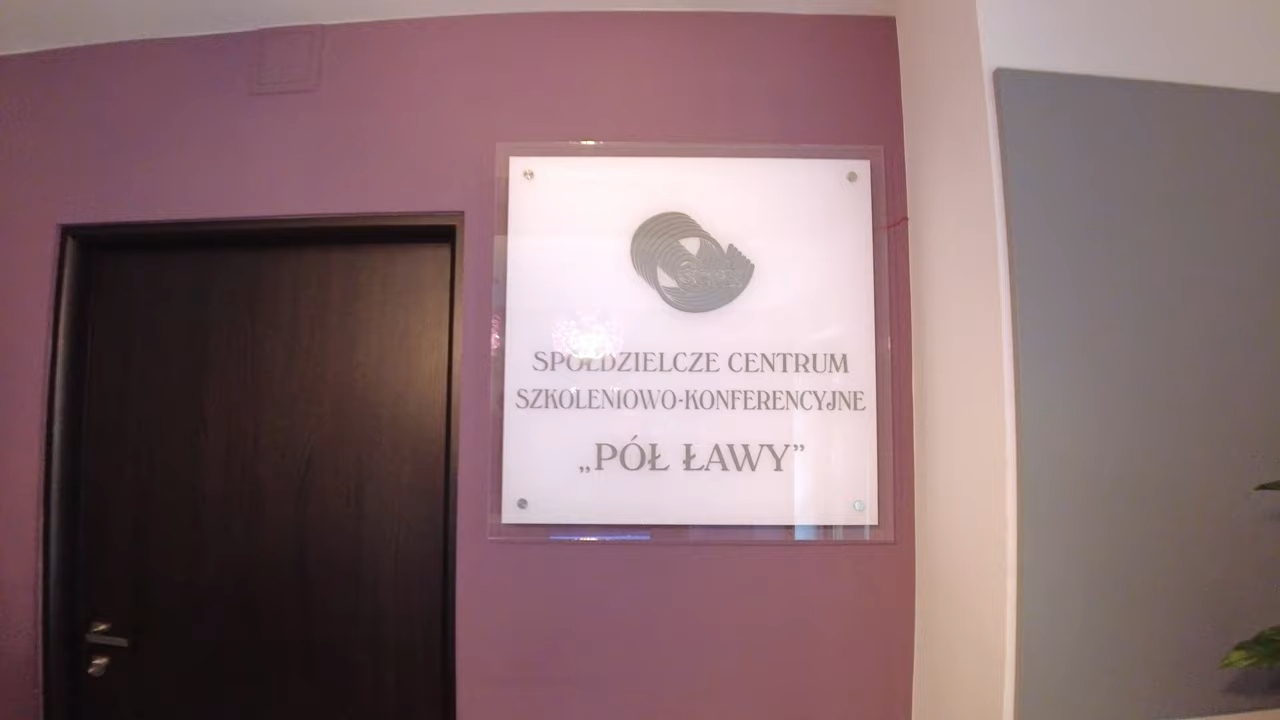 SPÓŁDZIELCZE CENTRUM
SZKOLENIOWO-KONFERENCYJNE
„PÓŁ ŁAWY”